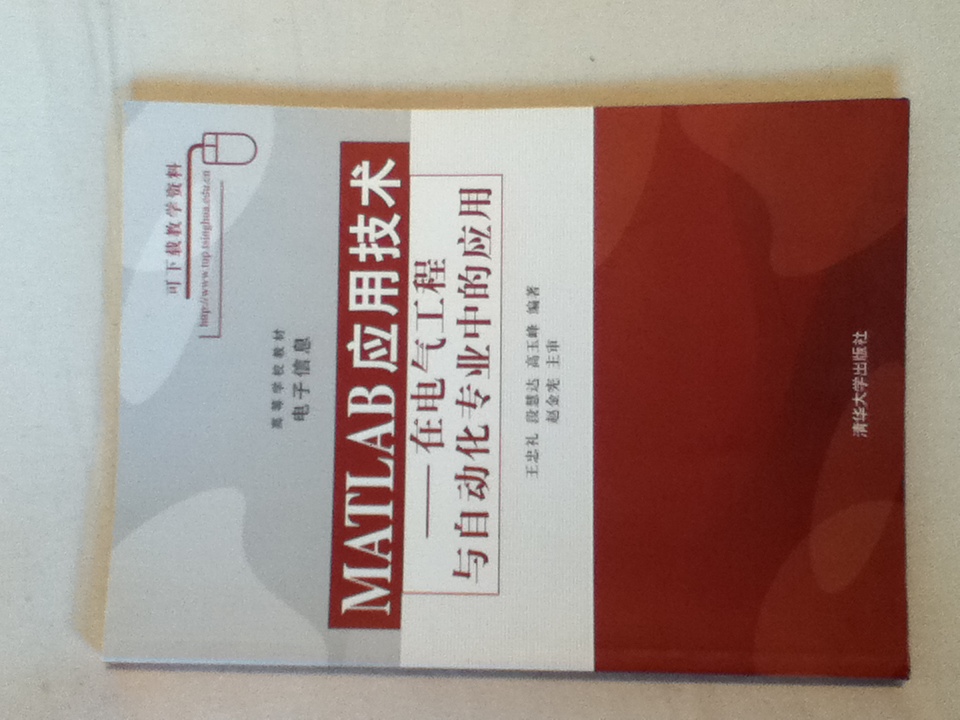 可下载教学资料
http://www.tup.tsinghua.edu.cn
高等学校教材
电子信息
MATLAB应用技术
——在电气工程
与自动化专业中的应用
王忠礼 段慧达 高玉峰 编著
赵金宪 主审
清华大学出版社